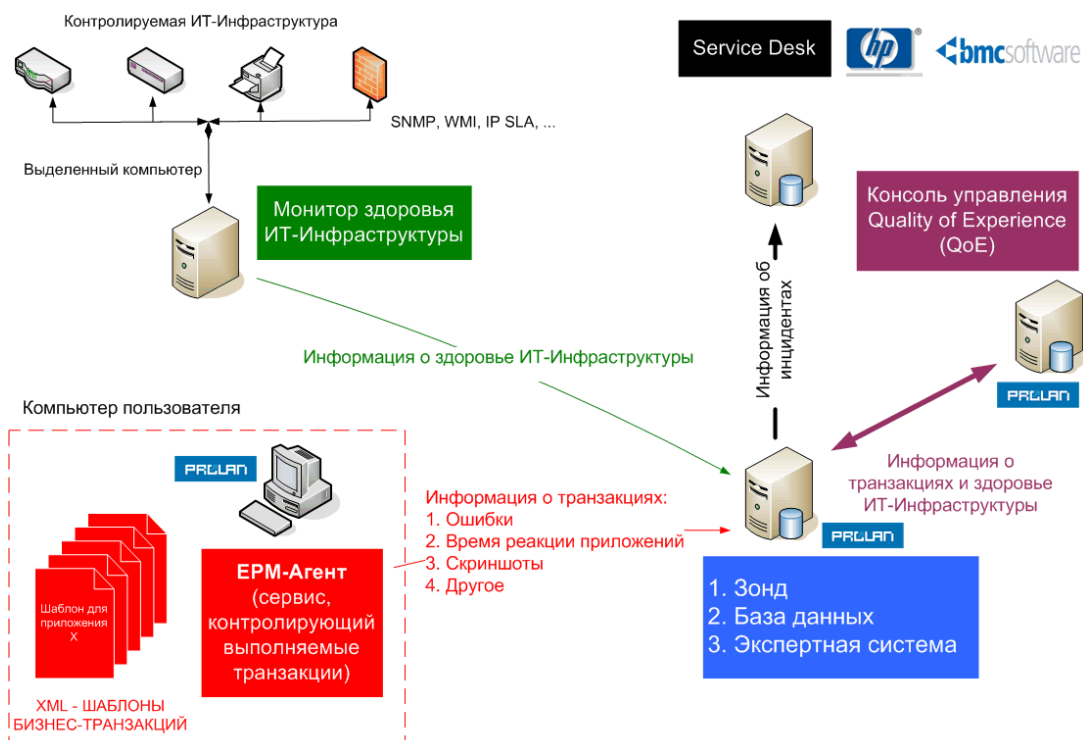 Контролируемая ИТ-Инфраструктура
Service Desk
hp
bmcsoftware
SNMP, WMI, IP SLA, ...
Выделенный компьютер
Монитор здоровья
ИТ-Инфраструктуры
Консоль управления
Quality of Experience
(QoE)
Информация об
инцидентах
Информация о здоровье ИТ-Инфраструктуры
PROLAN
Компьютер пользователя
PROLAN
Информация о
транзакциях и здоровье
ИТ-Инфраструктуры
Информация о транзакциях:
1. Ошибки
2. Время реакции приложений
3. Скриншоты
4. Другое
PROLAN
ЕРМ-Агент
(сервис,
контролирующий
выполняемые
транзакции)
Шаблон для
приложения
X
1. Зонд
2. База данных
3. Экспертная система
XML - ШАБЛОНЫ
БИЗНЕС-ТРАНЗАКЦИЙ